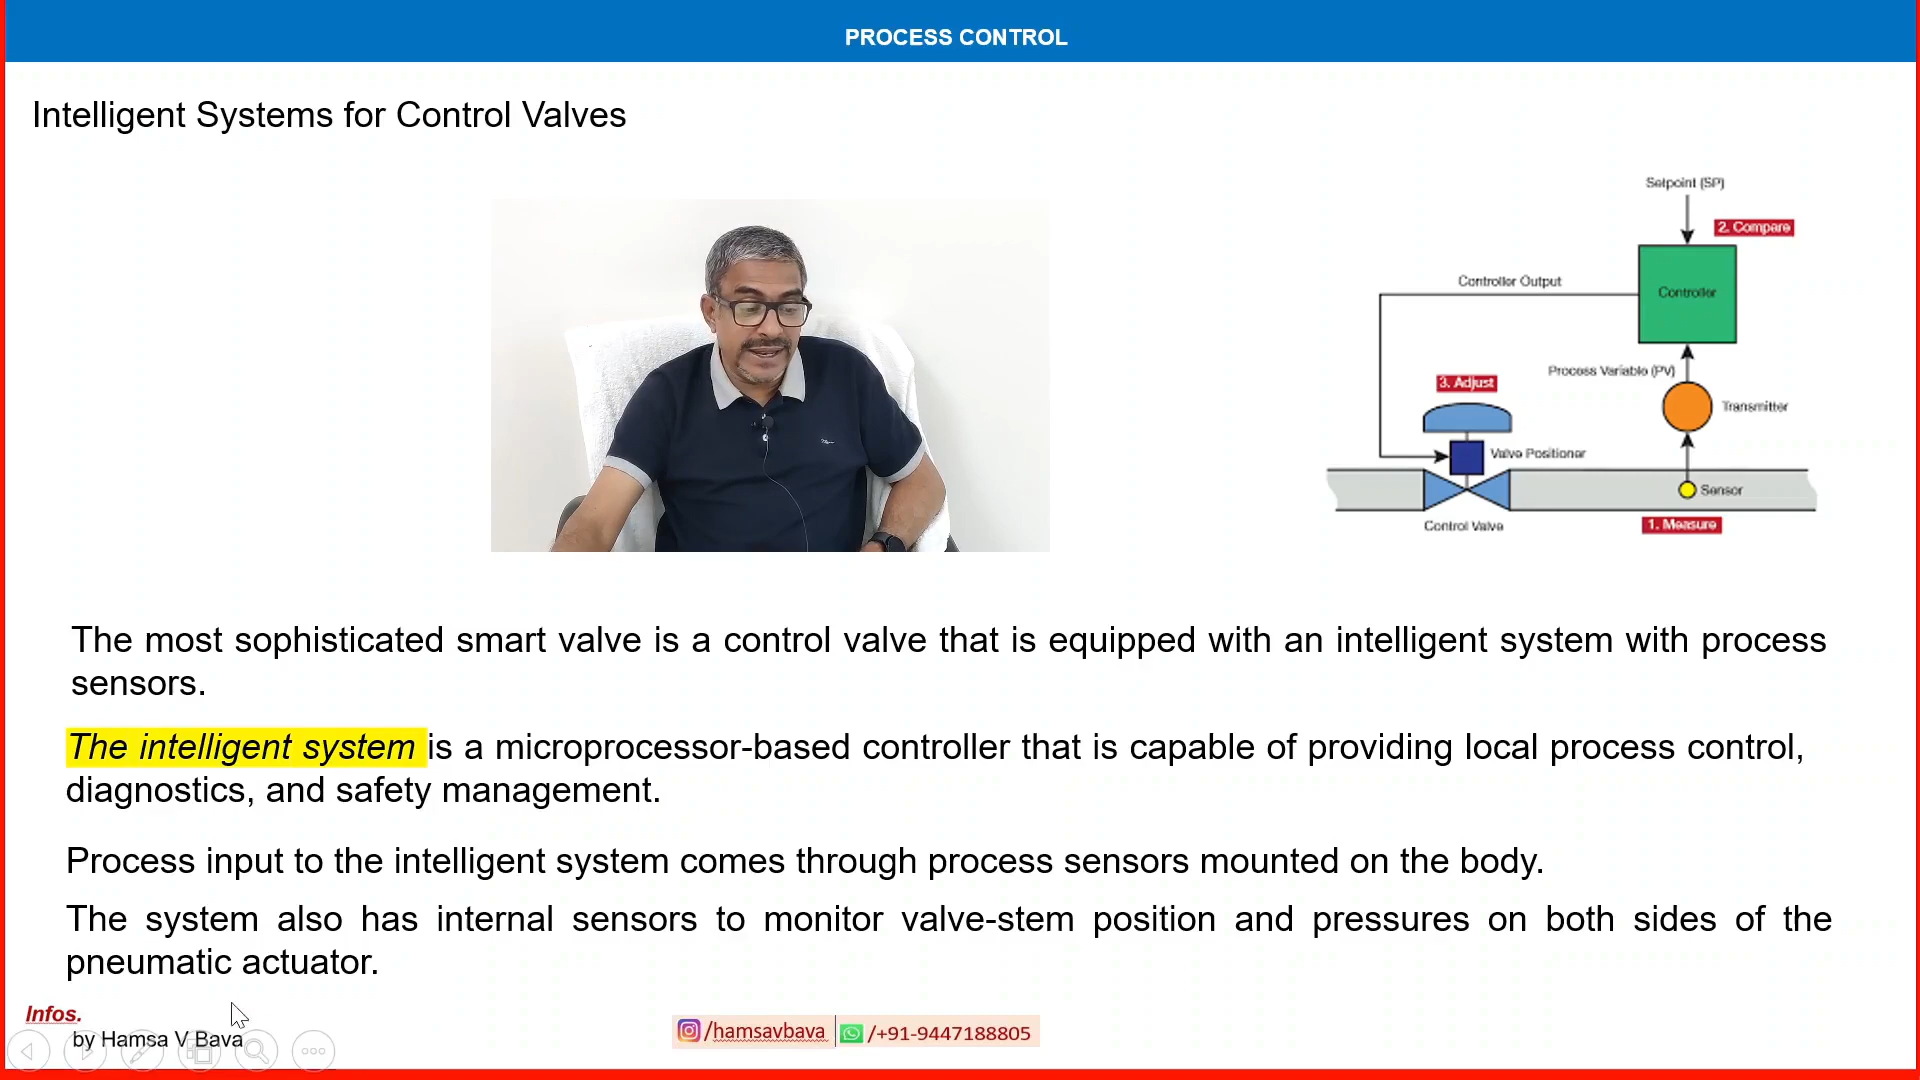 PROCESS CONTROL
Intelligent Systems for Control Valves
Setpoint (SP)
2. Compare
Controller Output
Controller
Process Variable (PV)
3. Adjust
Transmitter
Valve Positioner
Sensor
Control Valve
1. Measure
The most sophisticated smart valve is a control valve that is equipped with an intelligent system with process
sensors.
The intelligent system is a microprocessor-based controller that is capable of providing local process control,
diagnostics, and safety management.
Process input to the intelligent system comes through process sensors mounted on the body.
The system also has internal sensors to monitor valve-stem position and pressures on both sides of the
pneumatic actuator.
Infos.
by Hamsa V Bava
/hamsavbava /+91-9447188805